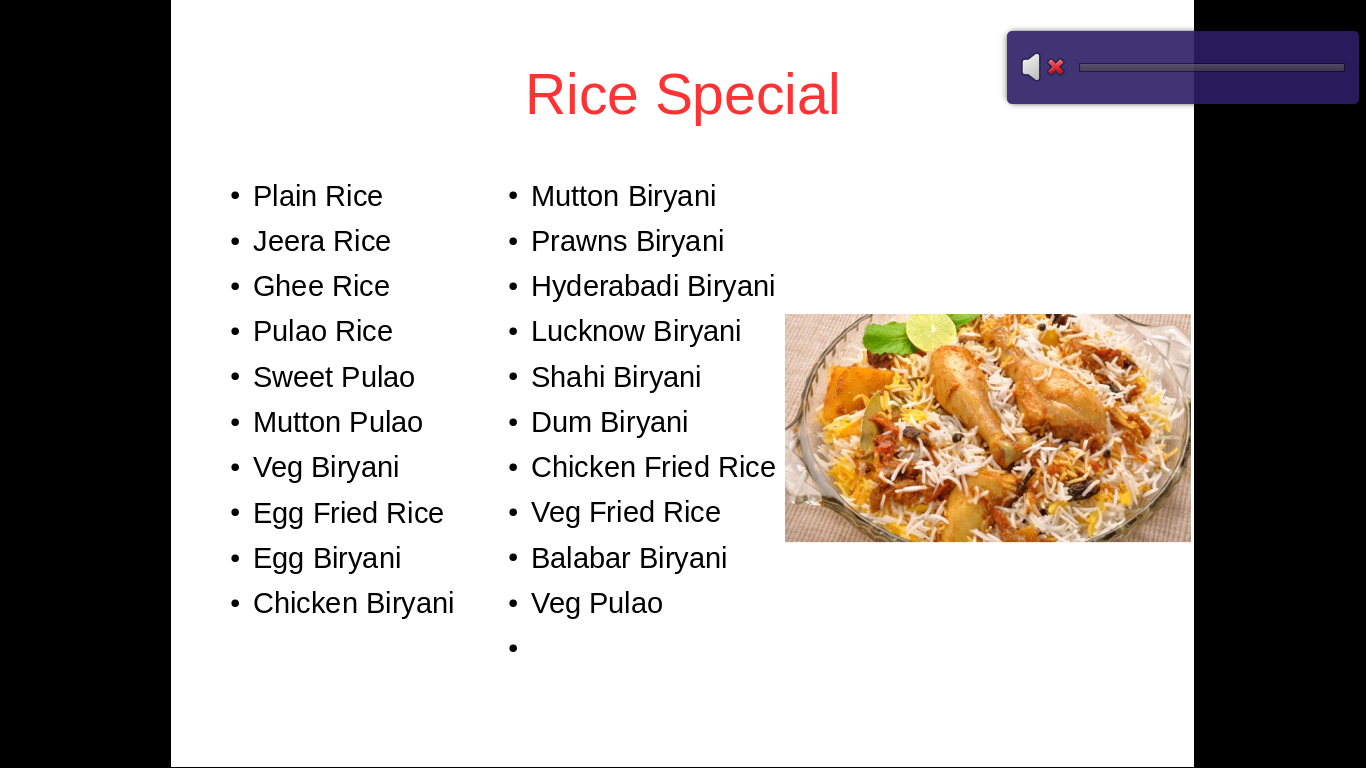 Rice Special
• Plain Rice
• Jeera Rice
• Ghee Rice
• Pulao Rice
• Sweet Pulao
• Mutton Pulao
• Veg Biryani
• Egg Fried Rice
• Egg Biryani
• Chicken Biryani
• Mutton Biryani
• Prawns Biryani
• Hyderabadi Biryani
• Lucknow Biryani
• Shahi Biryani
• Dum Biryani
• Chicken Fried Rice
• Veg Fried Rice
• Balabar Biryani
• Veg Pulao
•